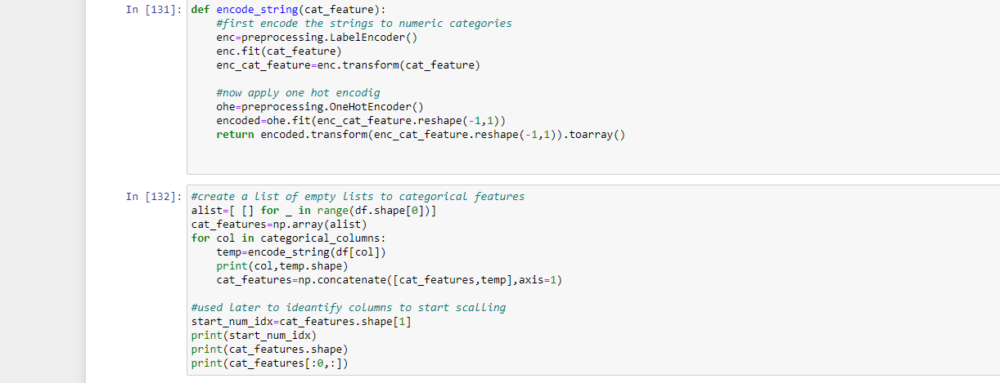 In [131]: def encode_string(cat_feature):
    #first encode the strings to numeric categories
    enc=preprocessing.LabelEncoder()
    enc.fit(cat_feature)
    enc_cat_feature=enc.transform(cat_feature)

    #now apply one hot encodig
    ohe=preprocessing.OneHotEncoder()
    encoded=ohe.fit(enc_cat_feature.reshape(-1,1))
    return encoded.transform(enc_cat_feature.reshape(-1,1)).toarray()

In [132]: #create a list of empty lists to categorical features
alist=[ [] for _ in range(df.shape[0])]
cat_features=np.array(alist)
for col in categorical_columns:
    temp=encode_string(df[col])
    print(col,temp.shape)
    cat_features=np.concatenate([cat_features,temp],axis=1)

#used later to ideantify columns to start scalling
start_num_idx=cat_features.shape[1]
print(start_num_idx)
print(cat_features.shape)
print(cat_features[:0,:])